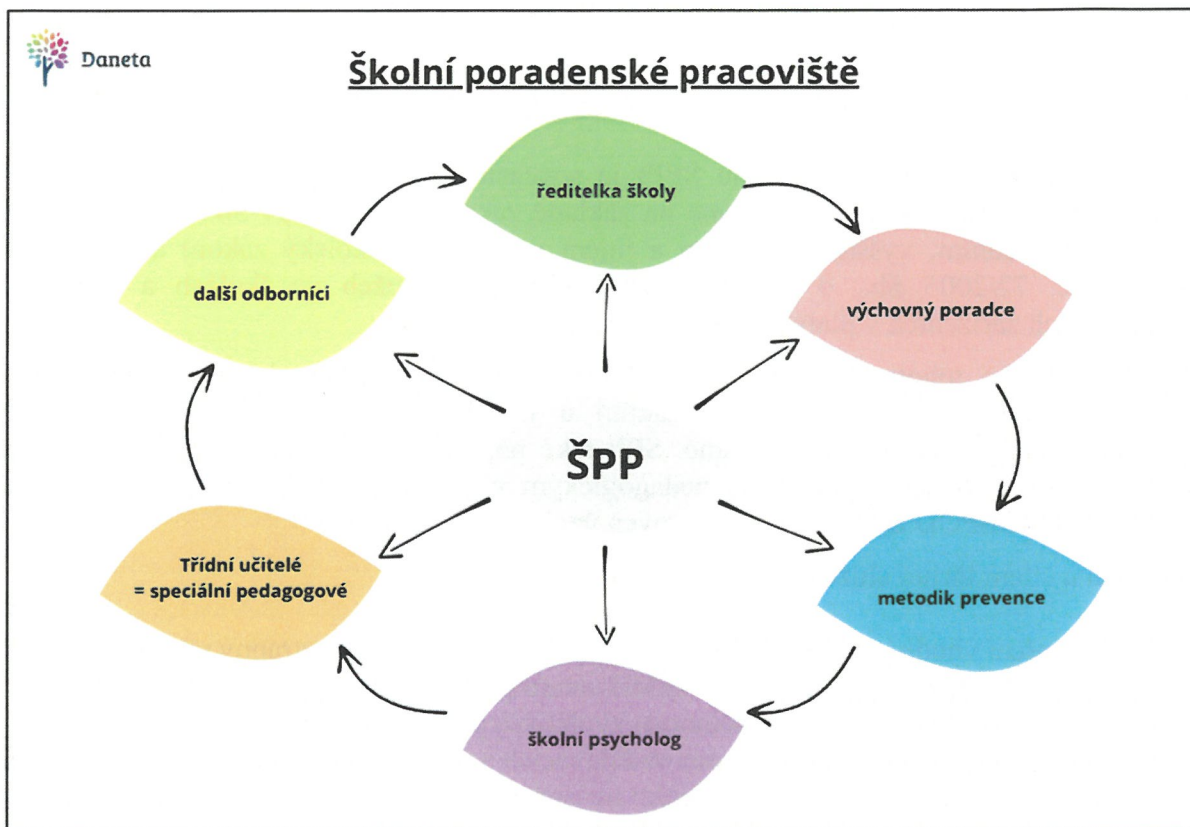 Daneta
Školní poradenské pracoviště
ředitelka školy
další odborníci
výchovný poradce
ŠPP
Třídní učitelé
= speciální pedagogové
metodik prevence
školní psycholog